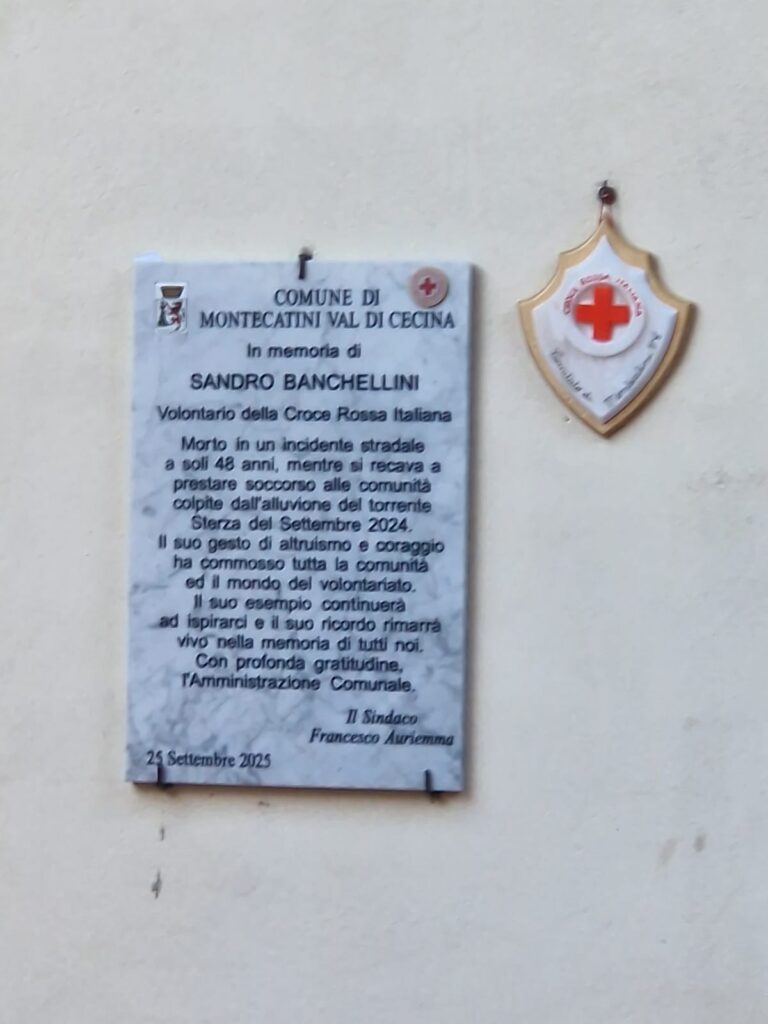 COMUNE DI
MONTECATINI VAL DI CECINA
In memoria di
SANDRO BANCHELLINI
Volontario della Croce Rossa Italiana
Morto in un incidente stradale
a soli 48 anni, mentre si recava a
prestare soccorso alle comunità
colpite dall'alluvione del torrente
Sterza del Settembre 2024.
Il suo gesto di altruismo e coraggio
ha commosso tutta la comunità
ed il mondo del volontariato.
Il suo esempio continuerà
ad ispirarci e il suo ricordo rimarrà
vivo nella memoria di tutti noi.
Con profonda gratitudine,
l'Amministrazione Comunale.
Il Sindaco
Francesco Auriemma
25 Settembre 2025
CROCE ROSSA ITALIANA